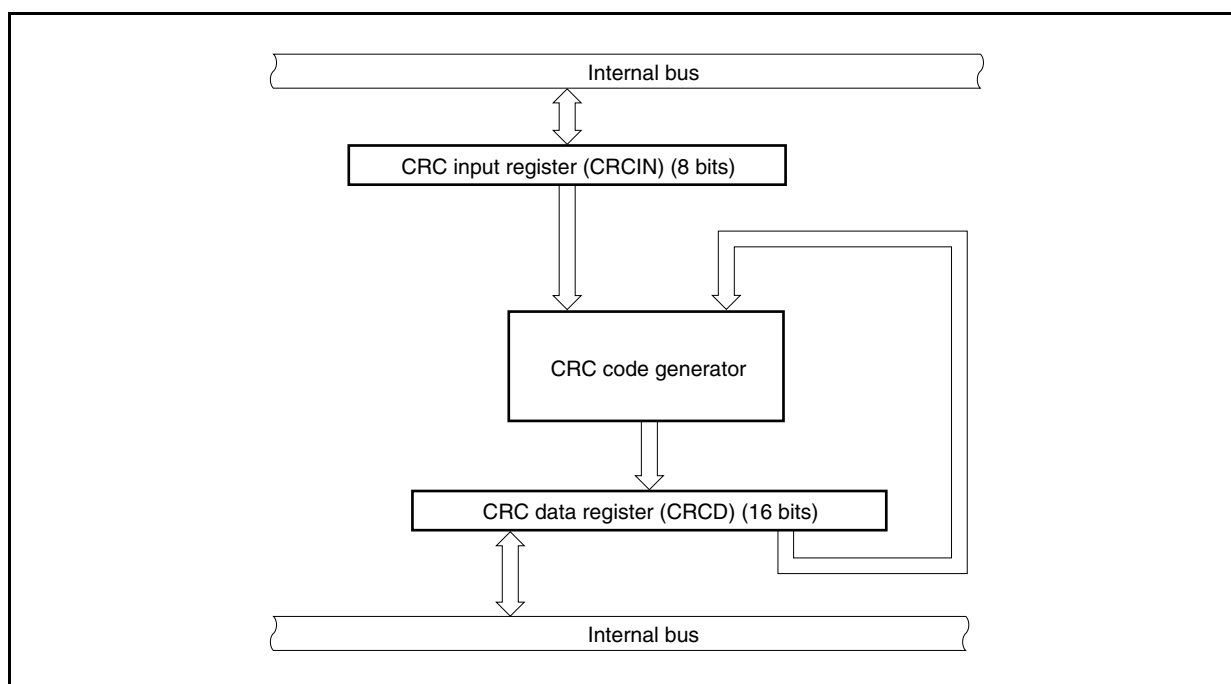 Internal bus
CRC input register (CRCIN) (8 bits)
CRC code generator
CRC data register (CRCD) (16 bits)
Internal bus